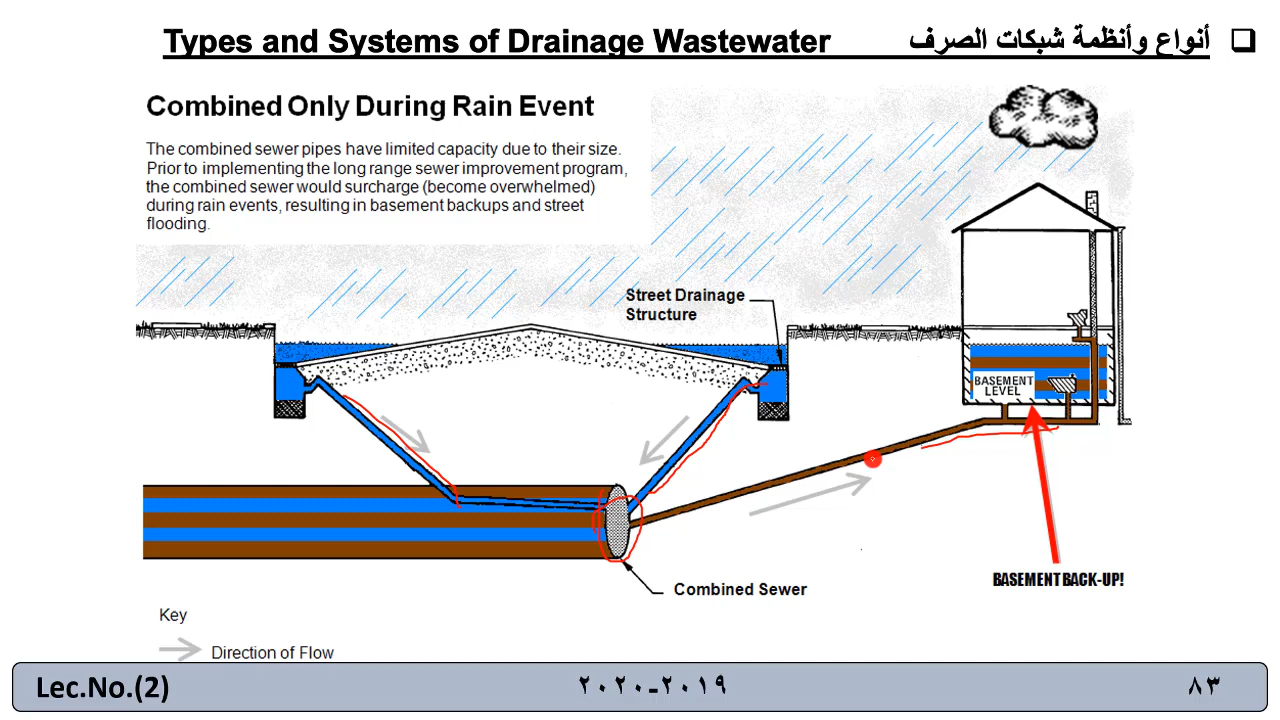 Types and Systems of Drainage Wastewater أنواع وأنظمة شبكات الصرف
Combined Only During Rain Event
The combined sewer pipes have limited capacity due to their size.
Prior to implementing the long range sewer improvement program,
the combined sewer would surcharge (become overwhelmed)
during rain events, resulting in basement backups and street
flooding.
Street Drainage
Structure
BASEMENT
LEVEL
BASEMENT BACK-UP!
Combined Sewer
Key
Direction of Flow
Lec.No.(2)
٢٠١٩-٢٠٢٠
٨٣